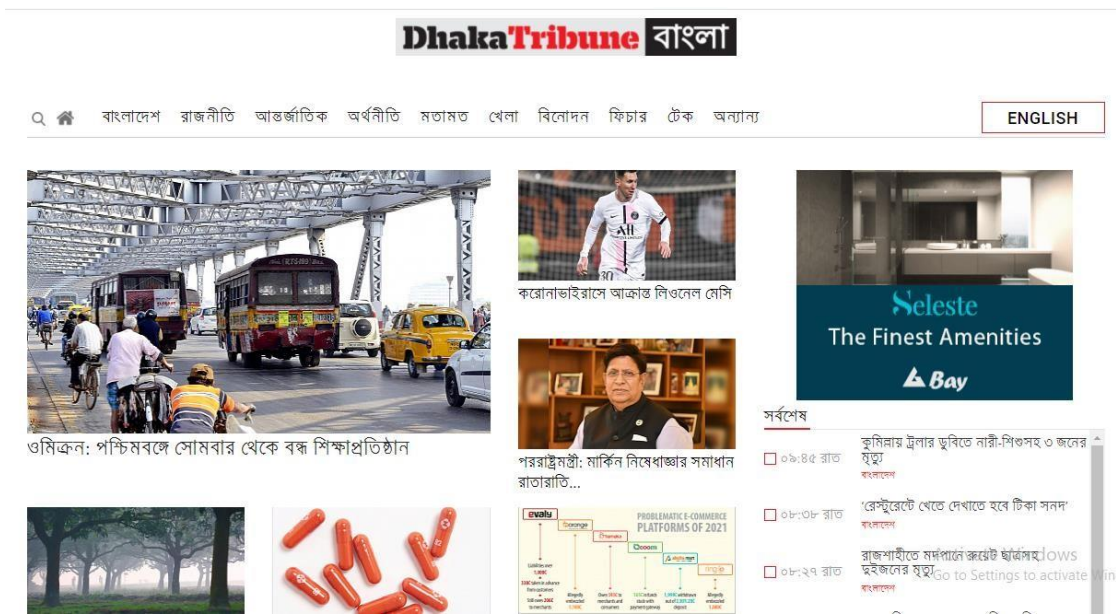 DhakaTribune বাংলা
বাংলাদেশ রাজনীতি আন্তর্জাতিক অর্থনীতি মতামত খেলা বিনোদন ফিচার টেক অন্যান্য
ENGLISH
ওমিক্রন: পশ্চিমবঙ্গে সোমবার থেকে বন্ধ শিক্ষাপ্রতিষ্ঠান
করোনাভাইরাসে আক্রান্ত লিওনেল মেসি
পররাষ্ট্রমন্ত্রী: মার্কিন নিষেধাজ্ঞার সমাধান
রাতারাতি...
evaly
PROBLEMATIC E-COMMERCE
PLATFORMS OF 2021
Seleste
The Finest Amenities
Bay
সর্বশেষ
০৯:৪৫ রাত
কুমিল্লায় ট্রলার ডুবিতে নারী-শিশুসহ ৩ জনের
মৃত্যু
বাংলাদেশ
০৮:৩৮ রাত
‘রেস্টুরেন্টে খেতে দেখাতে হবে টিকা সনদ’
বাংলাদেশ
০৮:২৭ রাত
রাজশাহীতে মদপানে রুয়েট ছাত্রসহ
দুইজনের মৃত্যু
বাংলাদেশ
Go to Settings to activate Win